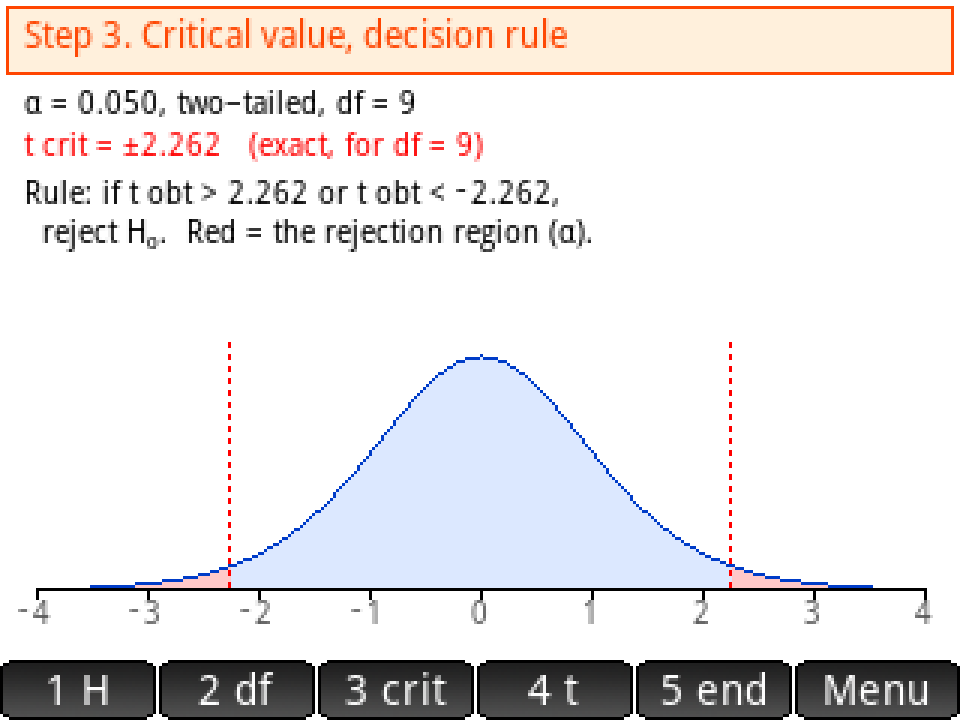 Step 3. Critical value, decision rule
α = 0.050, two−tailed, df = 9
t crit = ±2.262   (exact, for df = 9)
Rule: if t obt > 2.262 or t obt < -2.262,
reject H₀.  Red = the rejection region (α).
-4 -3 -2 -1 0 1 2 3 4
1 H 2 df 3 crit 4 t 5 end Menu